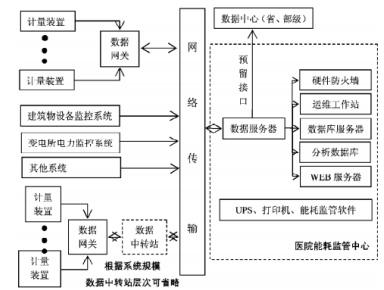 计量装置
数据
网关
计量装置
建筑物设备监控系统
变电所电力监控系统
其他系统
计量
装置
数据
网关
数据
中转站
计量
装置
根据系统规模
数据中转站层次可省略
网
络
传
输
数据中心（省、部级）
预
留
接
口
数据服务器
硬件防火墙
运维工作站
数据库服务器
分析数据库
WEB 服务器
UPS、打印机、能耗监管软件
医院能耗监管中心